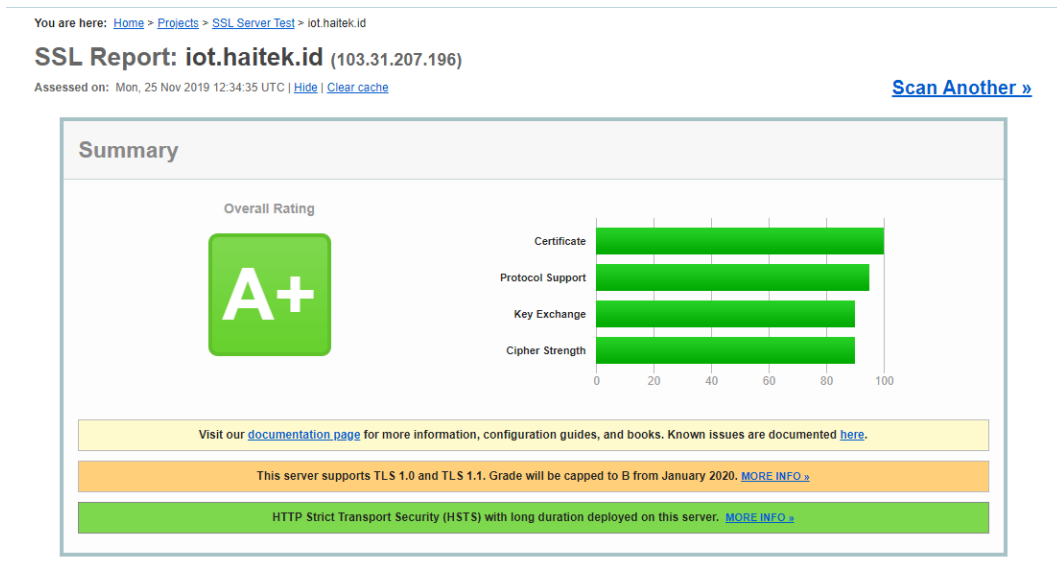 You are here: Home > Projects > SSL Server Test > iot.haitek.id
SSL Report: iot.haitek.id (103.31.207.196)
Assessed on: Mon, 25 Nov 2019 12:34:35 UTC | Hide | Clear cache
Scan Another »
Summary
Overall Rating
A+
Certificate
Protocol Support
Key Exchange
Cipher Strength
0 20 40 60 80 100
Visit our documentation page for more information, configuration guides, and books. Known issues are documented here.
This server supports TLS 1.0 and TLS 1.1. Grade will be capped to B from January 2020. MORE INFO »
HTTP Strict Transport Security (HSTS) with long duration deployed on this server. MORE INFO »